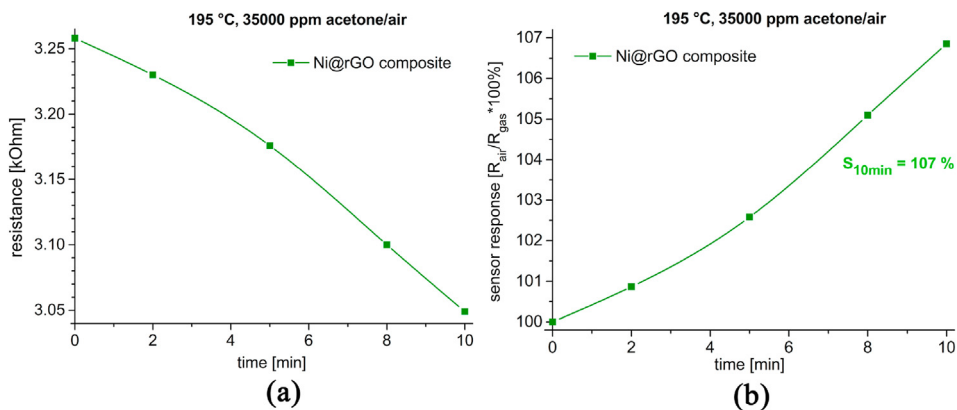 195 °C, 35000 ppm acetone/air
Ni@rGO composite
resistance [kOhm]
3.25
3.20
3.15
3.10
3.05
0 2 4 6 8 10
time [min]
(a)
195 °C, 35000 ppm acetone/air
Ni@rGO composite
S10min = 107 %
sensor response [Rair/Rgas*100%]
107
106
105
104
103
102
101
100
0 2 4 6 8 10
time [min]
(b)